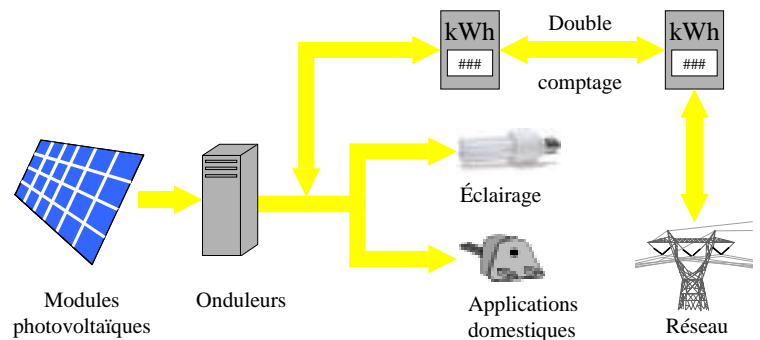 kWh
###
Double
comptage
kWh
###
Éclairage
Modules
photovoltaïques
Onduleurs
Applications
domestiques
Réseau